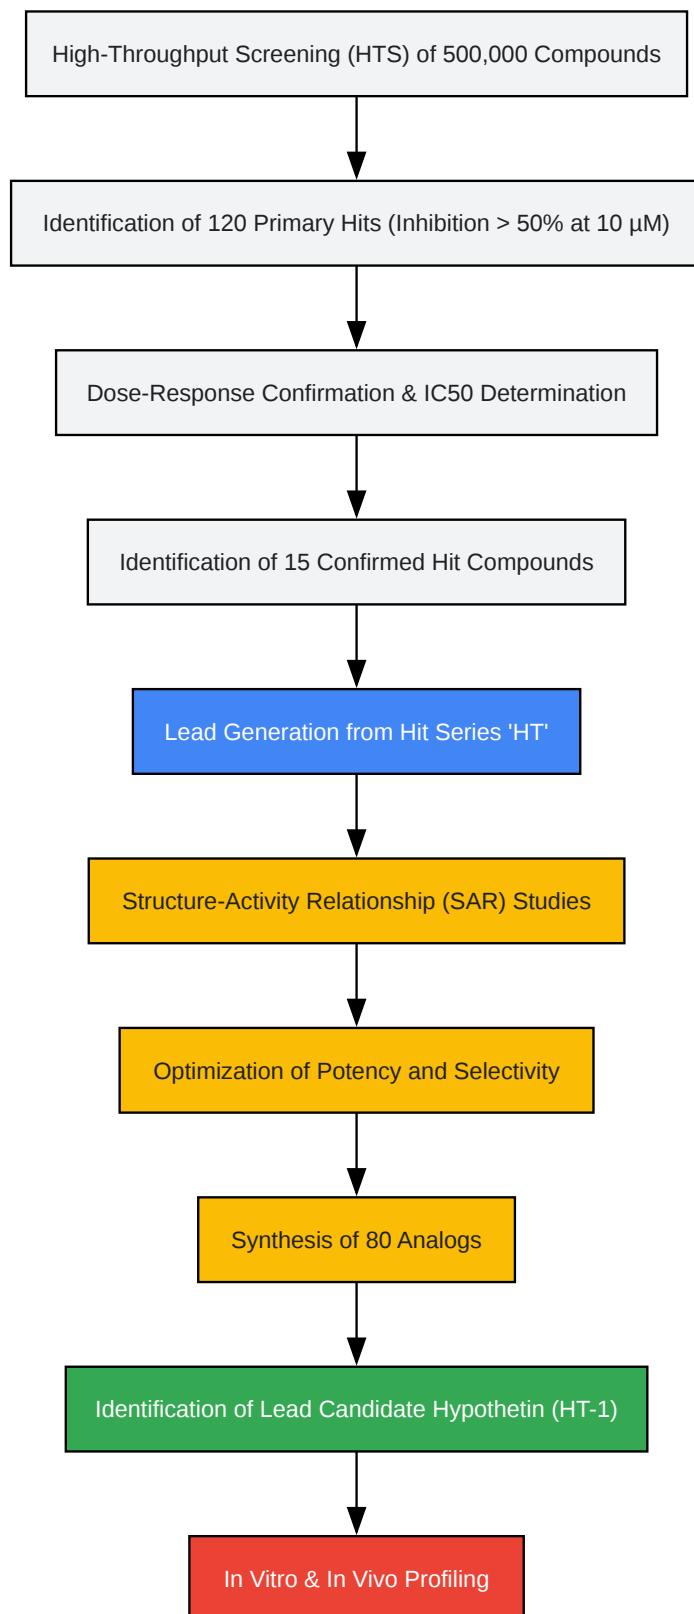 High-Throughput Screening (HTS) of 500,000 Compounds
Identification of 120 Primary Hits (Inhibition > 50% at 10 µM)
Dose-Response Confirmation & IC50 Determination
Identification of 15 Confirmed Hit Compounds
Lead Generation from Hit Series 'HT'
Structure-Activity Relationship (SAR) Studies
Optimization of Potency and Selectivity
Synthesis of 80 Analogs
Identification of Lead Candidate Hypothetin (HT-1)
In Vitro & In Vivo Profiling